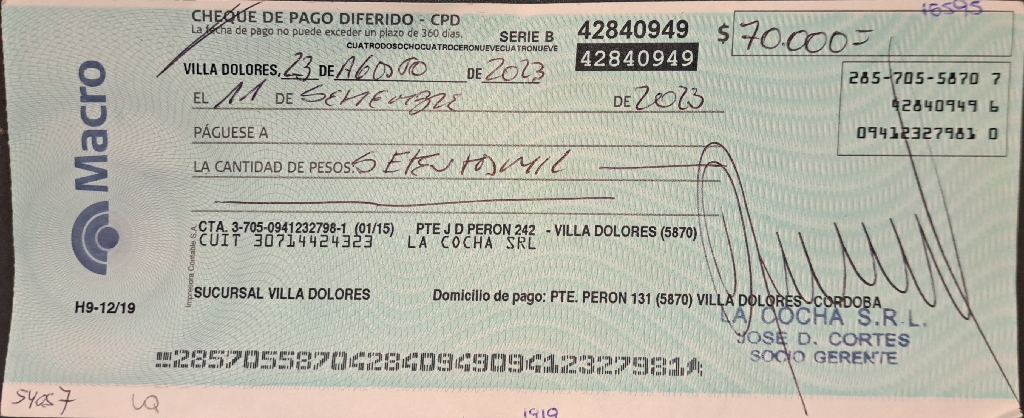 CHEQUE DE PAGO DIFERIDO - CPD
La fecha de pago no puede exceder un plazo de 360 días.
CUATRODOSOCHOCUATROCERONUEVECUATRONUEVE
SERIE B 42840949
42840949
$ 70.000=
16595
VILLA DOLORES, 23 DE AGOSTO DE 2023
EL 11 DE SETIEMBRE DE 2023
285-705-5870 7
42840949 6
09412327981 0
PÁGUESE A
LA CANTIDAD DE PESOS: SETENTA MIL
CTA. 3-705-0941232798-1 (01/15) PTE J D PERON 242 - VILLA DOLORES (5870)
CUIT 30714424323 LA COCHA SRL
Impresora Contable S.A.
SUCURSAL VILLA DOLORES
Domicilio de pago: PTE. PERON 131 (5870) VILLA DOLORES- CORDOBA
LA COCHA S.R.L.
JOSE D. CORTES
SOCIO GERENTE
Macro
H9-12/19
285705587042840949094123279814
54057
1919